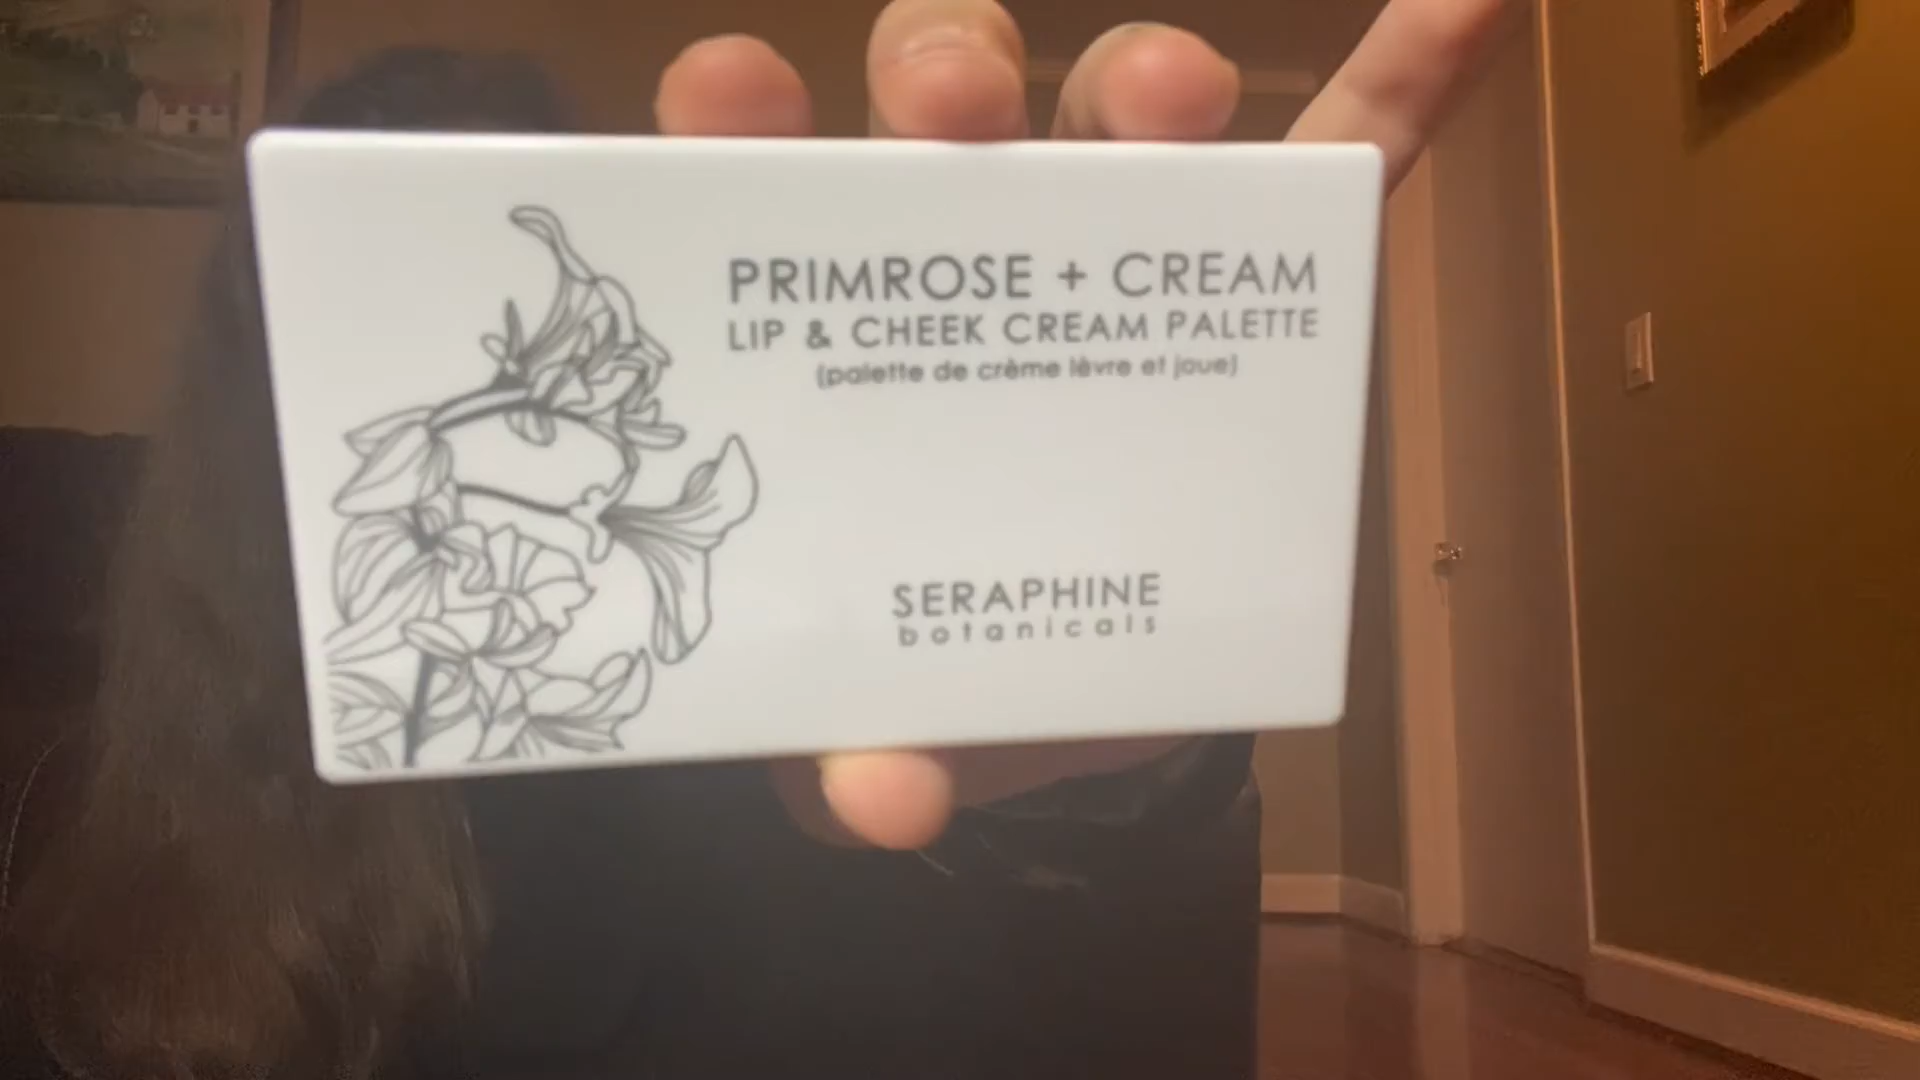 PRIMROSE + CREAM
LIP & CHEEK CREAM PALETTE
(palette de crème lèvre et joue)
SERAPHINE
botanicals